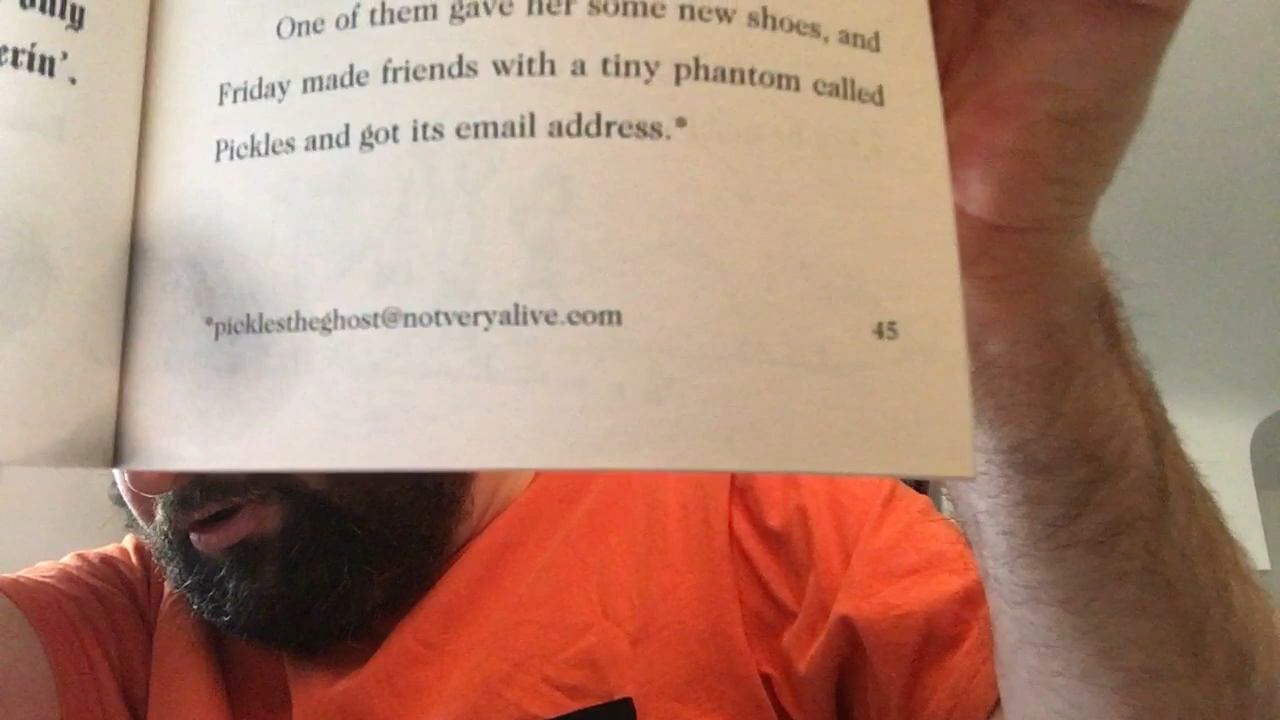 erin'.
One of them gave her some new shoes, and
Friday made friends with a tiny phantom called
Pickles and got its email address.*
*picklestheghost@notveryalive.com
45